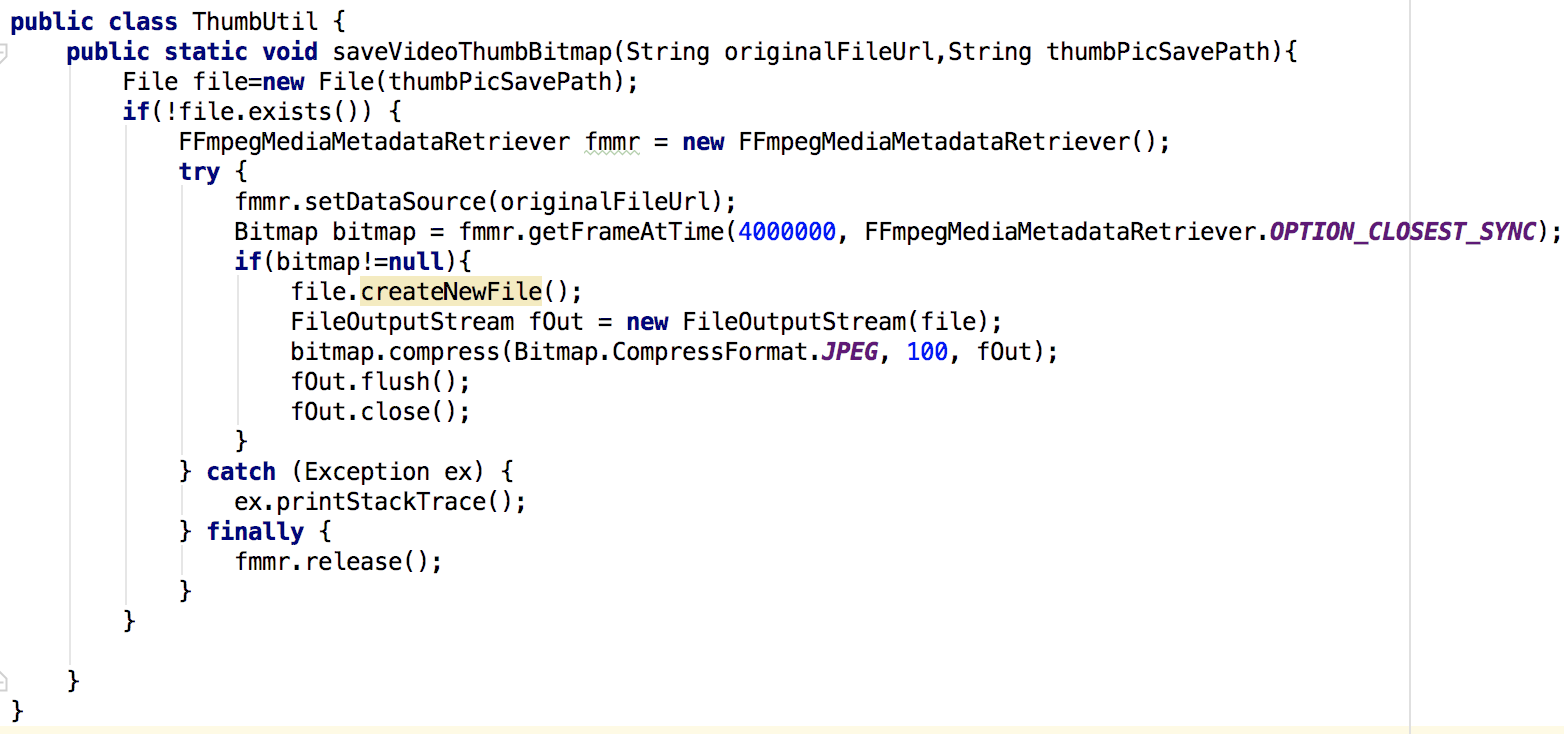 public class ThumbUtil {
    public static void saveVideoThumbBitmap(String originalFileUrl,String thumbPicSavePath){
        File file=new File(thumbPicSavePath);
        if(!file.exists()) {
            FFmpegMediaMetadataRetriever fmmr = new FFmpegMediaMetadataRetriever();
            try {
                fmmr.setDataSource(originalFileUrl);
                Bitmap bitmap = fmmr.getFrameAtTime(4000000, FFmpegMediaMetadataRetriever.OPTION_CLOSEST_SYNC);
                if(bitmap!=null){
                    file.createNewFile();
                    FileOutputStream fOut = new FileOutputStream(file);
                    bitmap.compress(Bitmap.CompressFormat.JPEG, 100, fOut);
                    fOut.flush();
                    fOut.close();
                }
            } catch (Exception ex) {
                ex.printStackTrace();
            } finally {
                fmmr.release();
            }
        }

    }
}